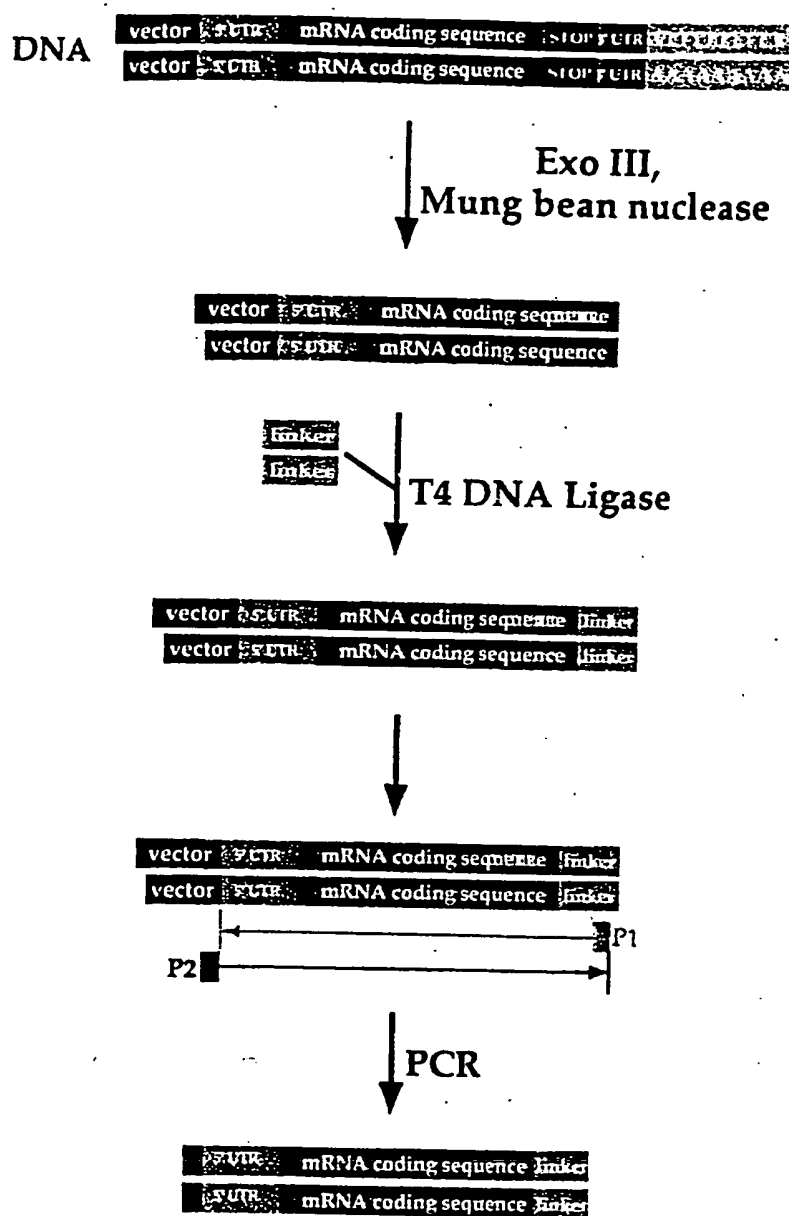 DNA
vector 5'UTR mRNA coding sequence STOP 3'UTR
vector 5'UTR mRNA coding sequence STOP 3'UTR AAAAAAAAAA
Exo III,
Mung bean nuclease
vector 5'UTR mRNA coding sequence
vector 5'UTR mRNA coding sequence
linker
linker
T4 DNA Ligase
vector 5'UTR mRNA coding sequence linker
vector 5'UTR mRNA coding sequence linker
vector 5'UTR mRNA coding sequence linker
vector 5'UTR mRNA coding sequence linker
P1
P2
PCR
5'UTR mRNA coding sequence linker
5'UTR mRNA coding sequence linker